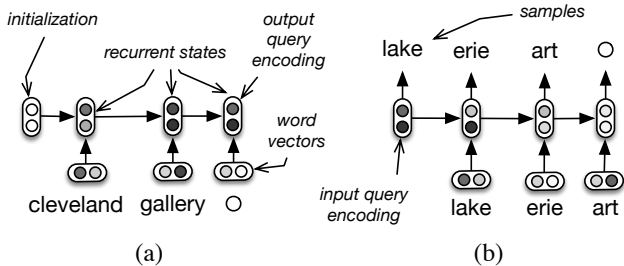 initialization
recurrent states
output
query
encoding
word
vectors
cleveland gallery
(a)
samples
lake erie art
input query
encoding
lake erie art
(b)